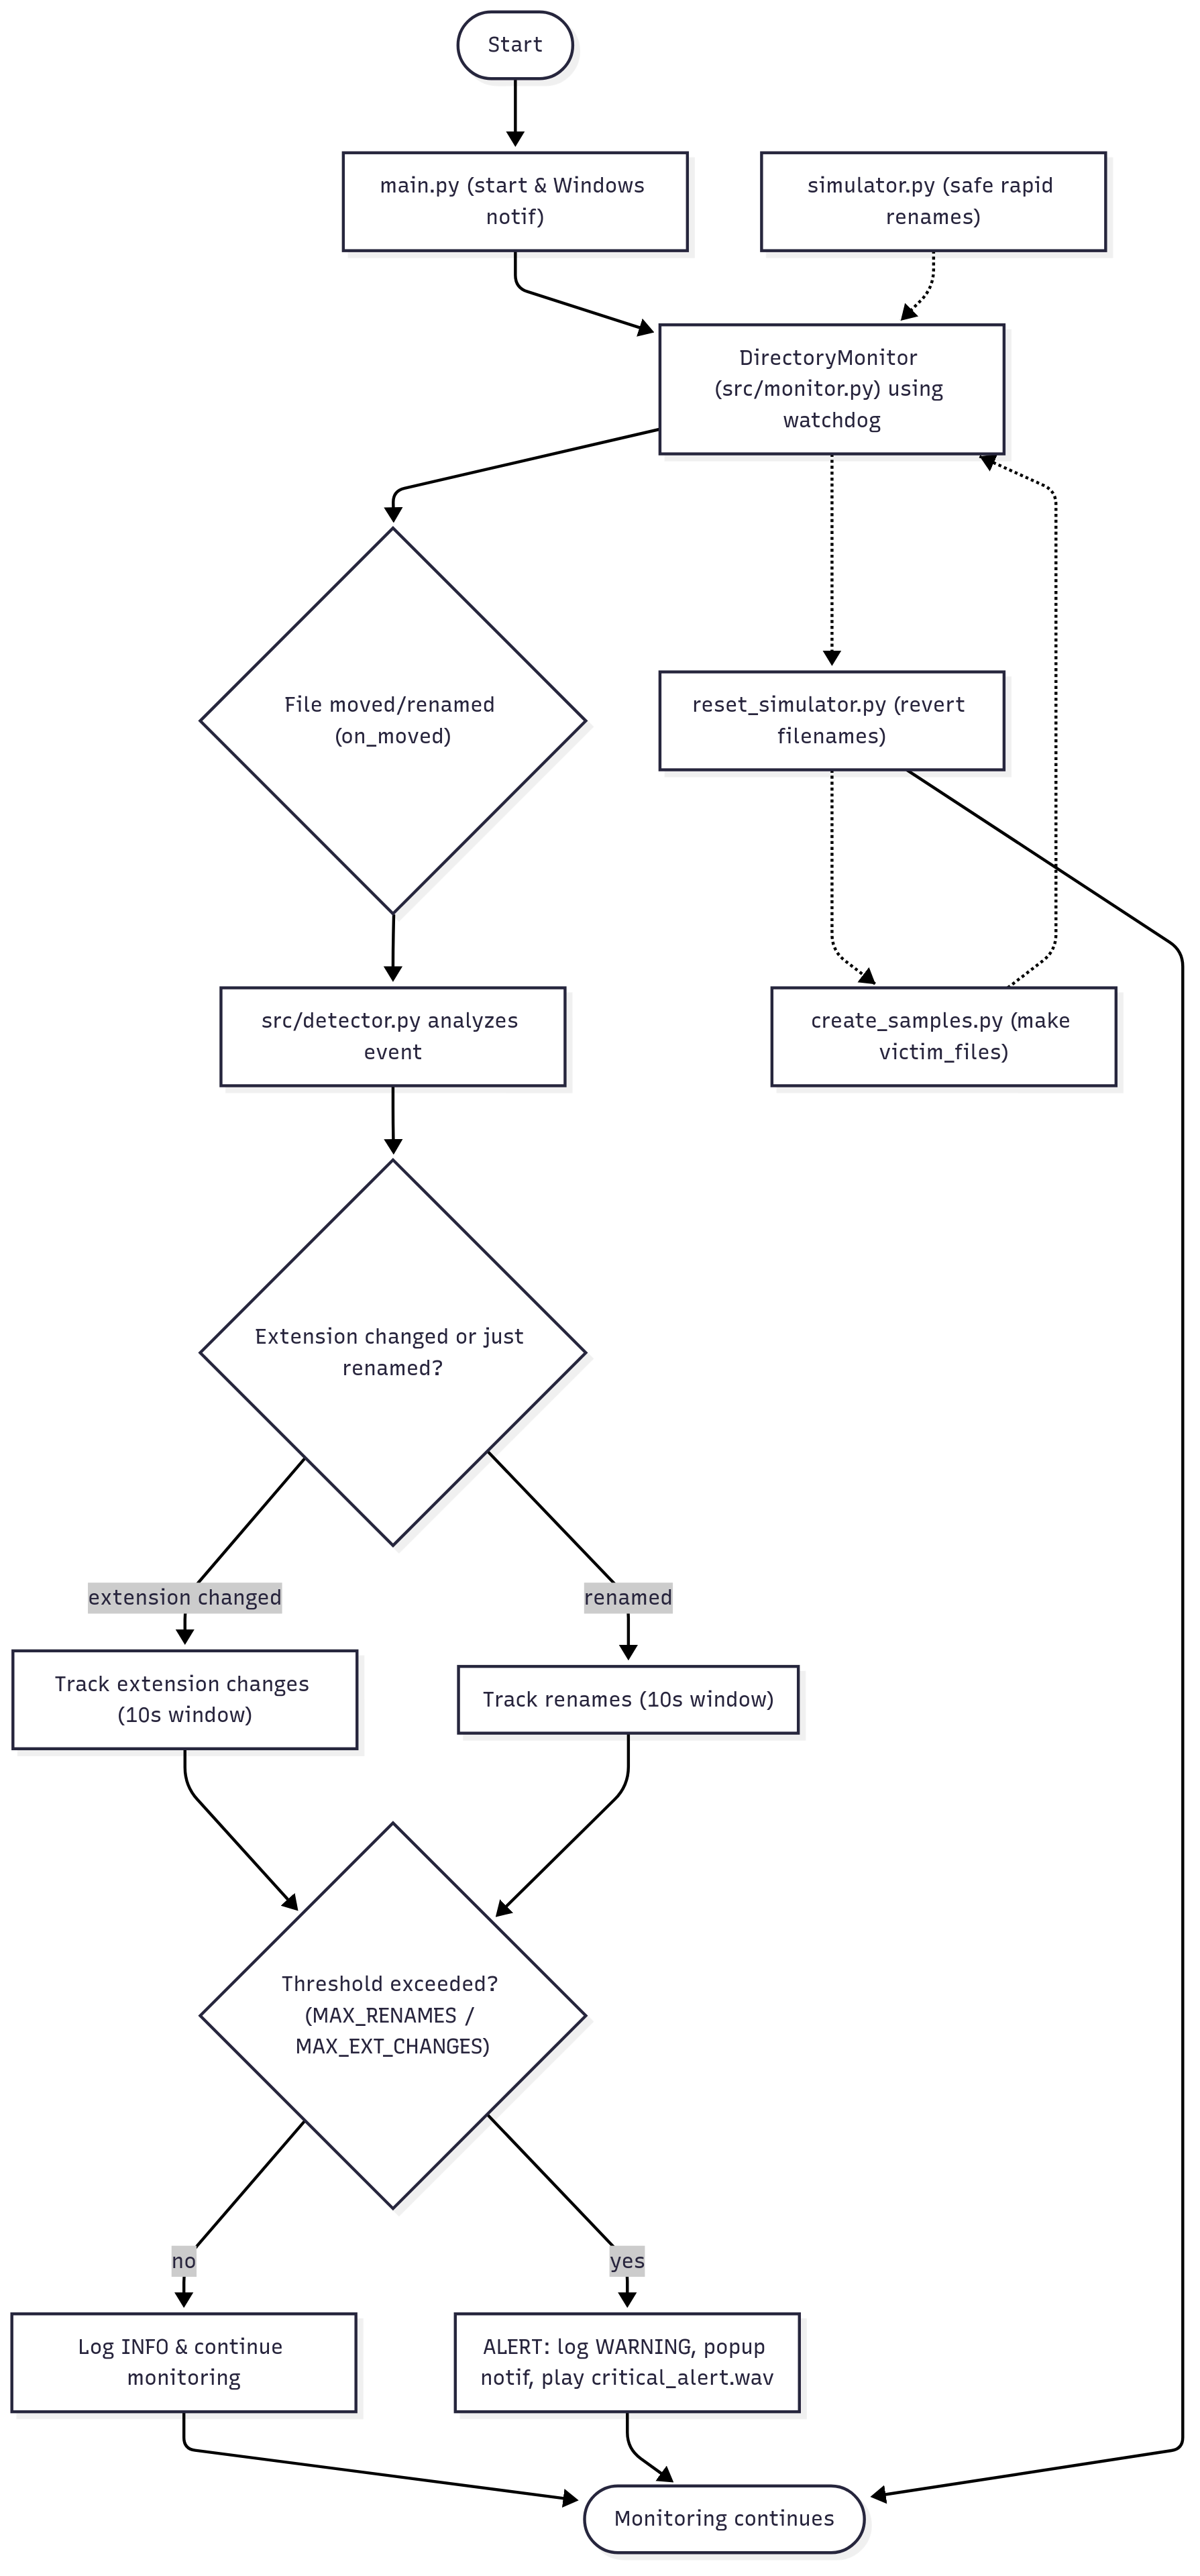 Start
main.py (start & Windows
notif)
simulator.py (safe rapid
renames)
DirectoryMonitor
(src/monitor.py) using
watchdog
File moved/renamed
(on_moved)
reset_simulator.py (revert
filenames)
src/detector.py analyzes
event
create_samples.py (make
victim_files)
Extension changed or just
renamed?
extension changed
renamed
Track extension changes
(10s window)
Track renames (10s window)
Threshold exceeded?
(MAX_RENAMES /
MAX_EXT_CHANGES)
no
yes
Log INFO & continue
monitoring
ALERT: log WARNING, popup
notif, play critical_alert.wav
Monitoring continues